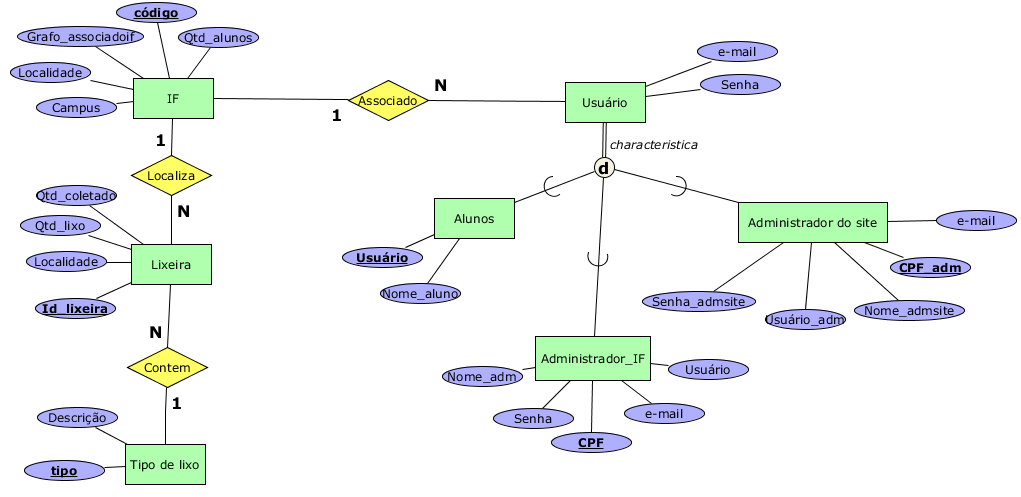 código
Grafo_associadoif
Qtd_alunos
Localidade
Campus
IF
1
Associado
N
Usuário
e-mail
Senha
characteristica
d
1
Localiza
N
Qtd_coletado
Qtd_lixo
Localidade
Id_lixeira
Lixeira
N
Contem
1
Descrição
tipo
Tipo de lixo
Alunos
Usuário
Nome_aluno
Administrador do site
e-mail
CPF_adm
Senha_admsite
Usuário_adm
Nome_admsite
Administrador_IF
Nome_adm
Usuário
Senha
e-mail
CPF